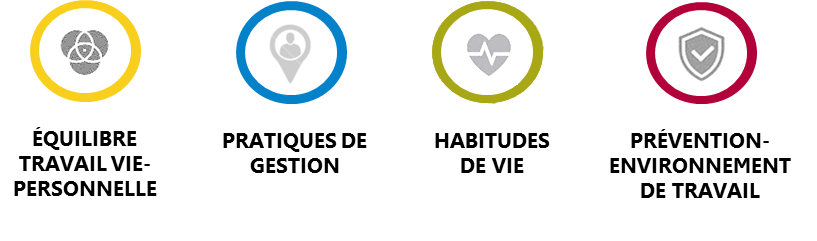 ÉQUILIBRE
TRAVAIL VIE-
PERSONNELLE
PRATIQUES DE
GESTION
HABITUDES
DE VIE
PRÉVENTION-
ENVIRONNEMENT
DE TRAVAIL